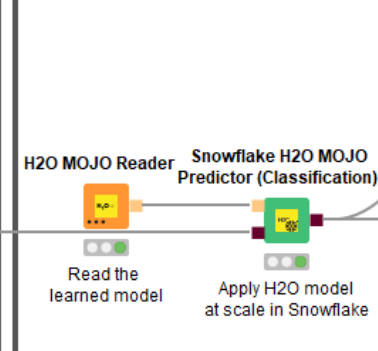 H2O MOJO Reader
Snowflake H2O MOJO
Predictor (Classification)
Read the
learned model
Apply H2O model
at scale in Snowflake